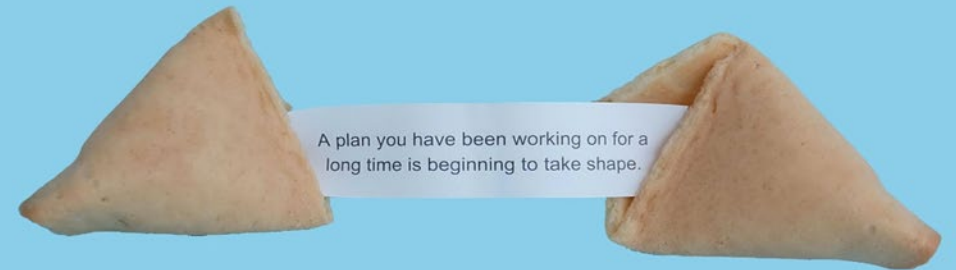 A plan you have been working on for a
long time is beginning to take shape.